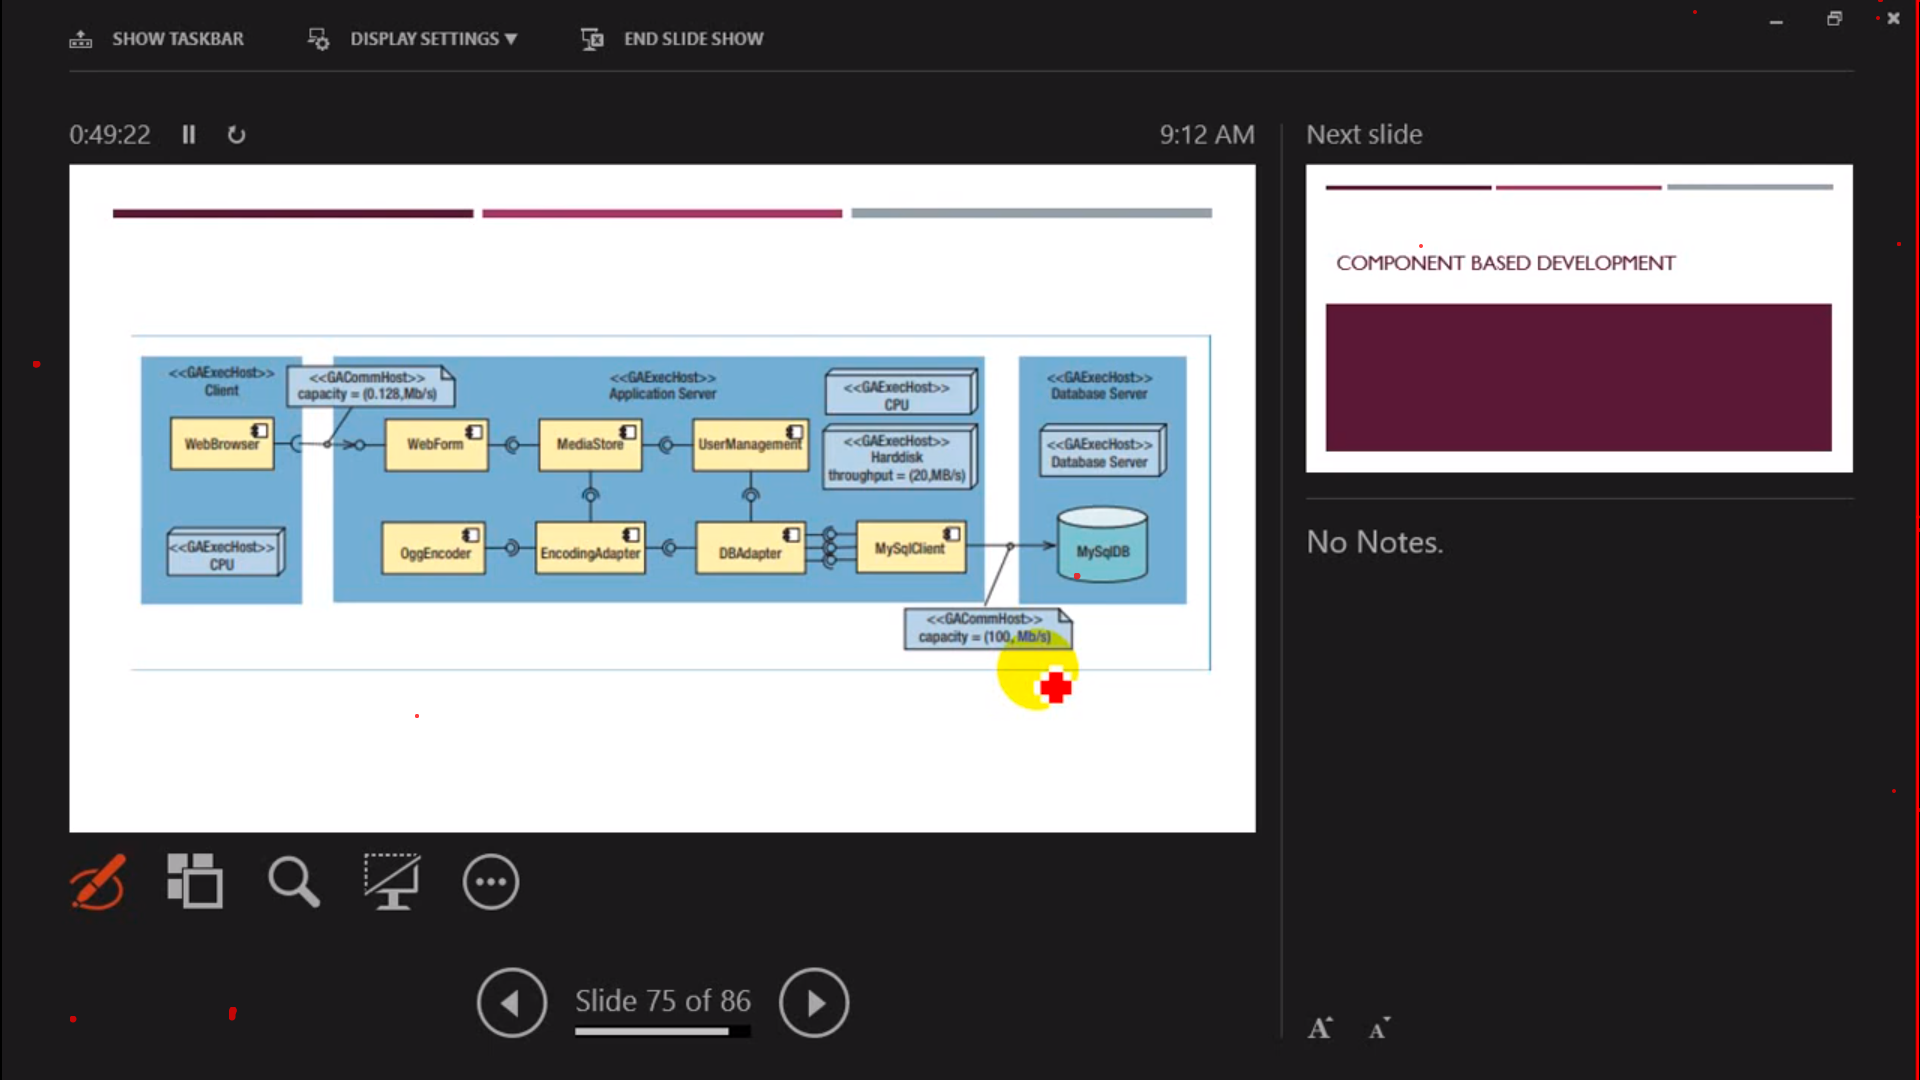 SHOW TASKBAR
DISPLAY SETTINGS ▼
END SLIDE SHOW
0:49:22
9:12 AM
Next slide
COMPONENT BASED DEVELOPMENT
<<GAExecHost>>
Client
<<GACommHost>>
capacity = (0.128,Mb/s)
<<GAExecHost>>
Application Server
<<GAExecHost>>
CPU
<<GAExecHost>>
Database Server
WebBrowser
WebForm
MediaStore
UserManagement
<<GAExecHost>>
Harddisk
throughput = (20,MB/s)
<<GAExecHost>>
Database Server
<<GAExecHost>>
CPU
OggEncoder
EncodingAdapter
DBAdapter
MySqlClient
MySqlDB
<<GACommHost>>
capacity = (100, Mb/s)
No Notes.
Slide 75 of 86
A
A